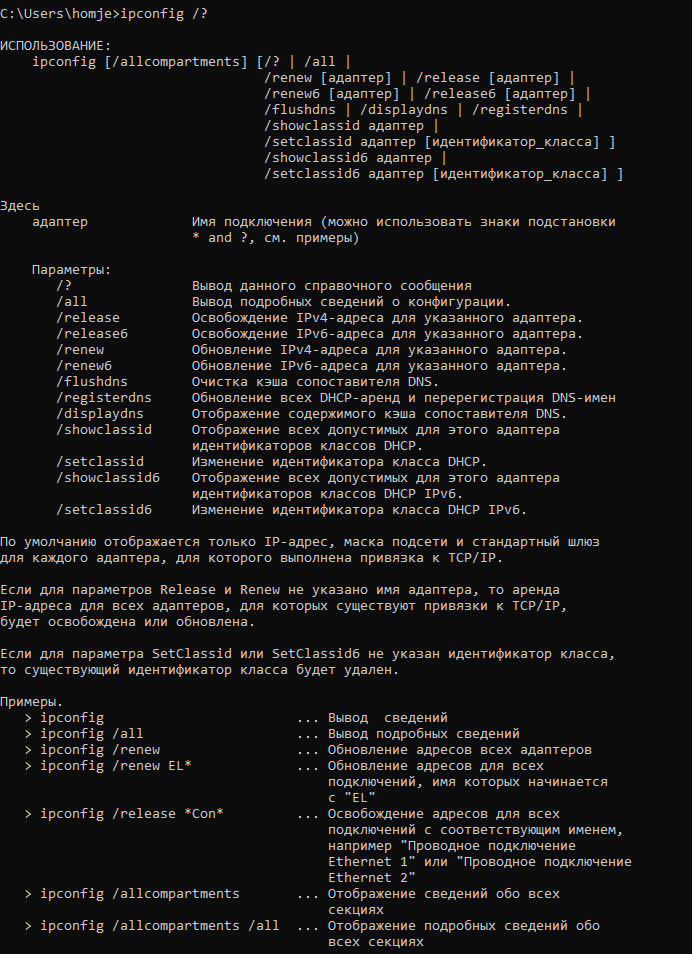 C:\Users\homje>ipconfig /?
ИСПОЛЬЗОВАНИЕ:
ipconfig [/allcompartments] [/? | /all |
/renew [адаптер] | /release [адаптер] |
/renew6 [адаптер] | /release6 [адаптер] |
/flushdns | /displaydns | /registerdns |
/showclassid адаптер |
/setclassid адаптер [идентификатор_класса] ]
/showclassid6 адаптер |
/setclassid6 адаптер [идентификатор_класса] ]
Здесь
адаптер Имя подключения (можно использовать знаки подстановки
* and ?, см. примеры)
Параметры:
/? Вывод данного справочного сообщения
/all Вывод подробных сведений о конфигурации.
/release Освобождение IPv4-адреса для указанного адаптера.
/release6 Освобождение IPv6-адреса для указанного адаптера.
/renew Обновление IPv4-адреса для указанного адаптера.
/renew6 Обновление IPv6-адреса для указанного адаптера.
/flushdns Очистка кэша сопоставителя DNS.
/registerdns Обновление всех DHCP-аренд и перерегистрация DNS-имен
/displaydns Отображение содержимого кэша сопоставителя DNS.
/showclassid Отображение всех допустимых для этого адаптера
идентификаторов классов DHCP.
/setclassid Изменение идентификатора класса DHCP.
/showclassid6 Отображение всех допустимых для этого адаптера
идентификаторов классов DHCP IPv6.
/setclassid6 Изменение идентификатора класса DHCP IPv6.
По умолчанию отображается только IP-адрес, маска подсети и стандартный шлюз
для каждого адаптера, для которого выполнена привязка к TCP/IP.
Если для параметров Release и Renew не указано имя адаптера, то аренда
IP-адреса для всех адаптеров, для которых существуют привязки к TCP/IP,
будет освобождена или обновлена.
Если для параметра SetClassid или SetClassid6 не указан идентификатор класса,
то существующий идентификатор класса будет удален.
Примеры.
> ipconfig ... Вывод  сведений
> ipconfig /all ... Вывод подробных сведений
> ipconfig /renew ... Обновление адресов всех адаптеров
> ipconfig /renew EL* ... Обновление адресов для всех
подключений, имя которых начинается
с "EL"
> ipconfig /release *Con* ... Освобождение адресов для всех
подключений с соответствующим именем,
например "Проводное подключение
Ethernet 1" или "Проводное подключение
Ethernet 2"
> ipconfig /allcompartments ... Отображение сведений обо всех
секциях
> ipconfig /allcompartments /all ... Отображение подробных сведений обо
всех секциях